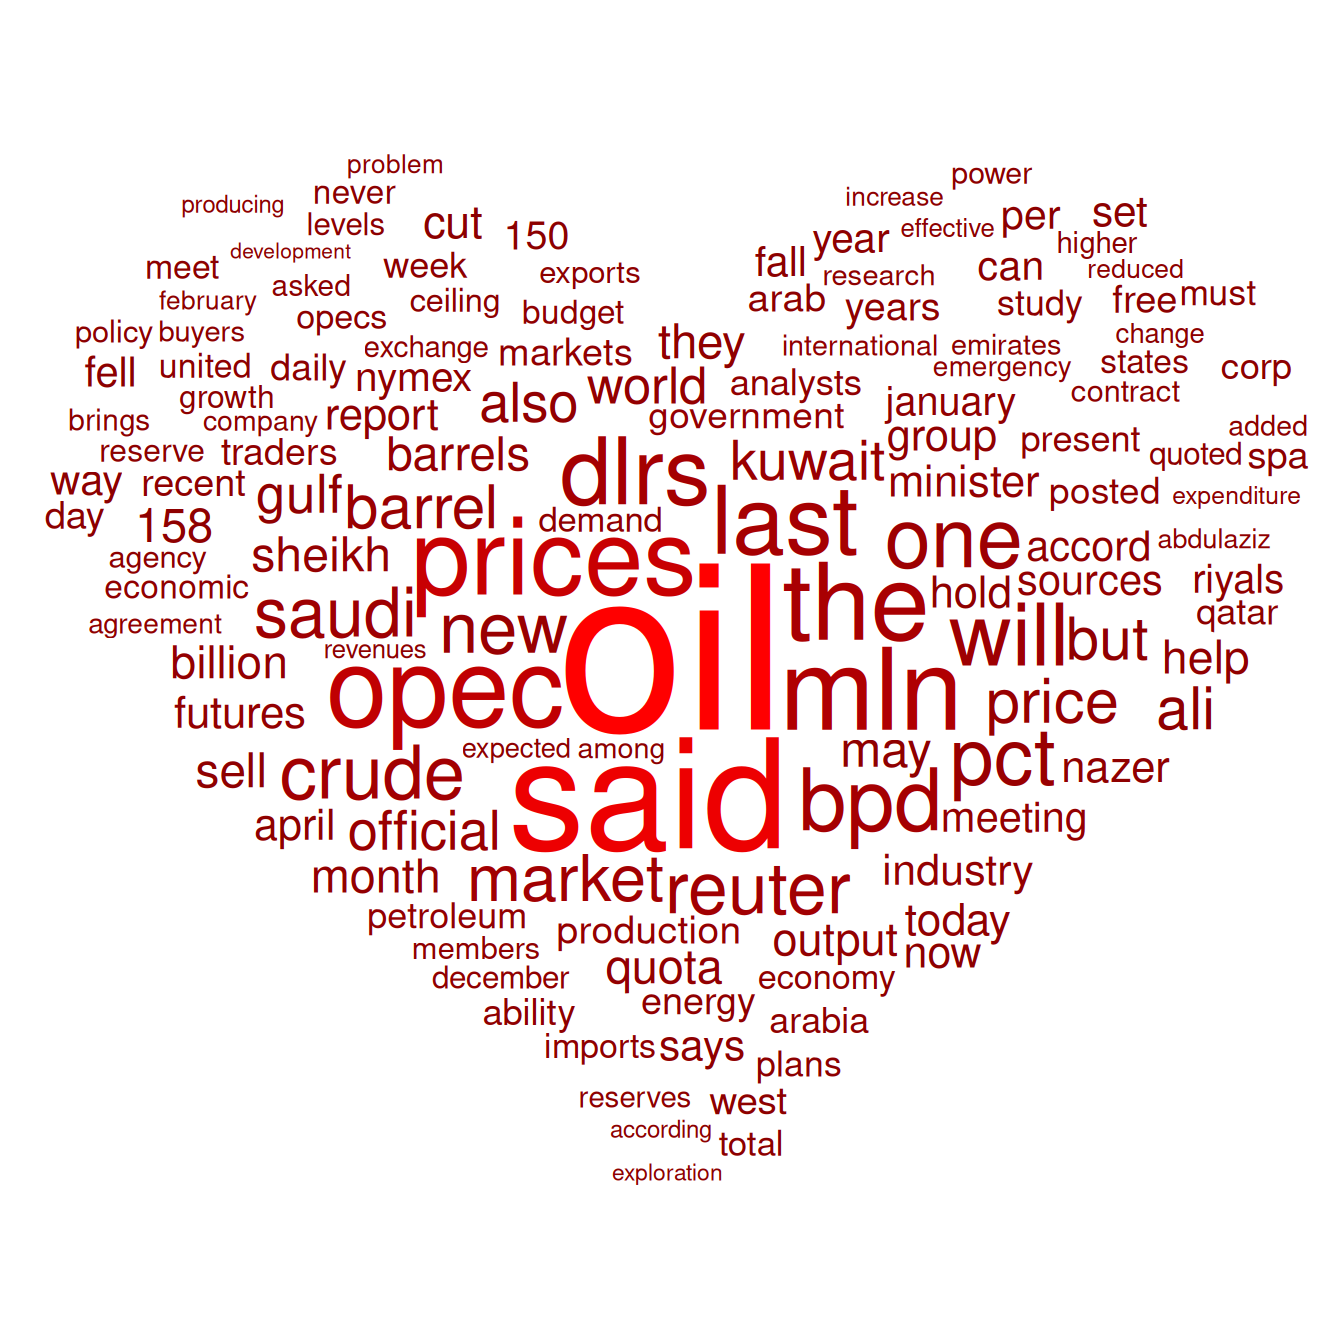 problem
power
never
increase
producing
levels
cut
150
year
effective
per
set
development
higher
meet
week
exports
fall
research
can
reduced
february
asked
ceiling
budget
arab
years
study
free
must
opecs
policy
buyers
exchange
markets
they
international
emirates
change
fell
united
daily
nymex
world
analysts
emergency
states
corp
growth
also
january
contract
brings
company
report
government
reserve
traders
barrels
dlrs
kuwait
group
present
added
way
recent
gulf
barrel
minister
posted
quoted
spa
expenditure
day
158
demand
last
one
accord
abdulaziz
agency
sheikh
prices
economic
the
hold
sources
riyals
agreement
saudi
new
oil
will
but
qatar
revenues
billion
opec
mln
help
futures
price
ali
expected
among
may
pct
nazer
sell
crude
said
bpd
meeting
april
official
month
market
reuter
industry
petroleum
production
output
today
members
now
december
quota
economy
ability
energy
arabia
imports
says
plans
reserves
west
according
total
exploration